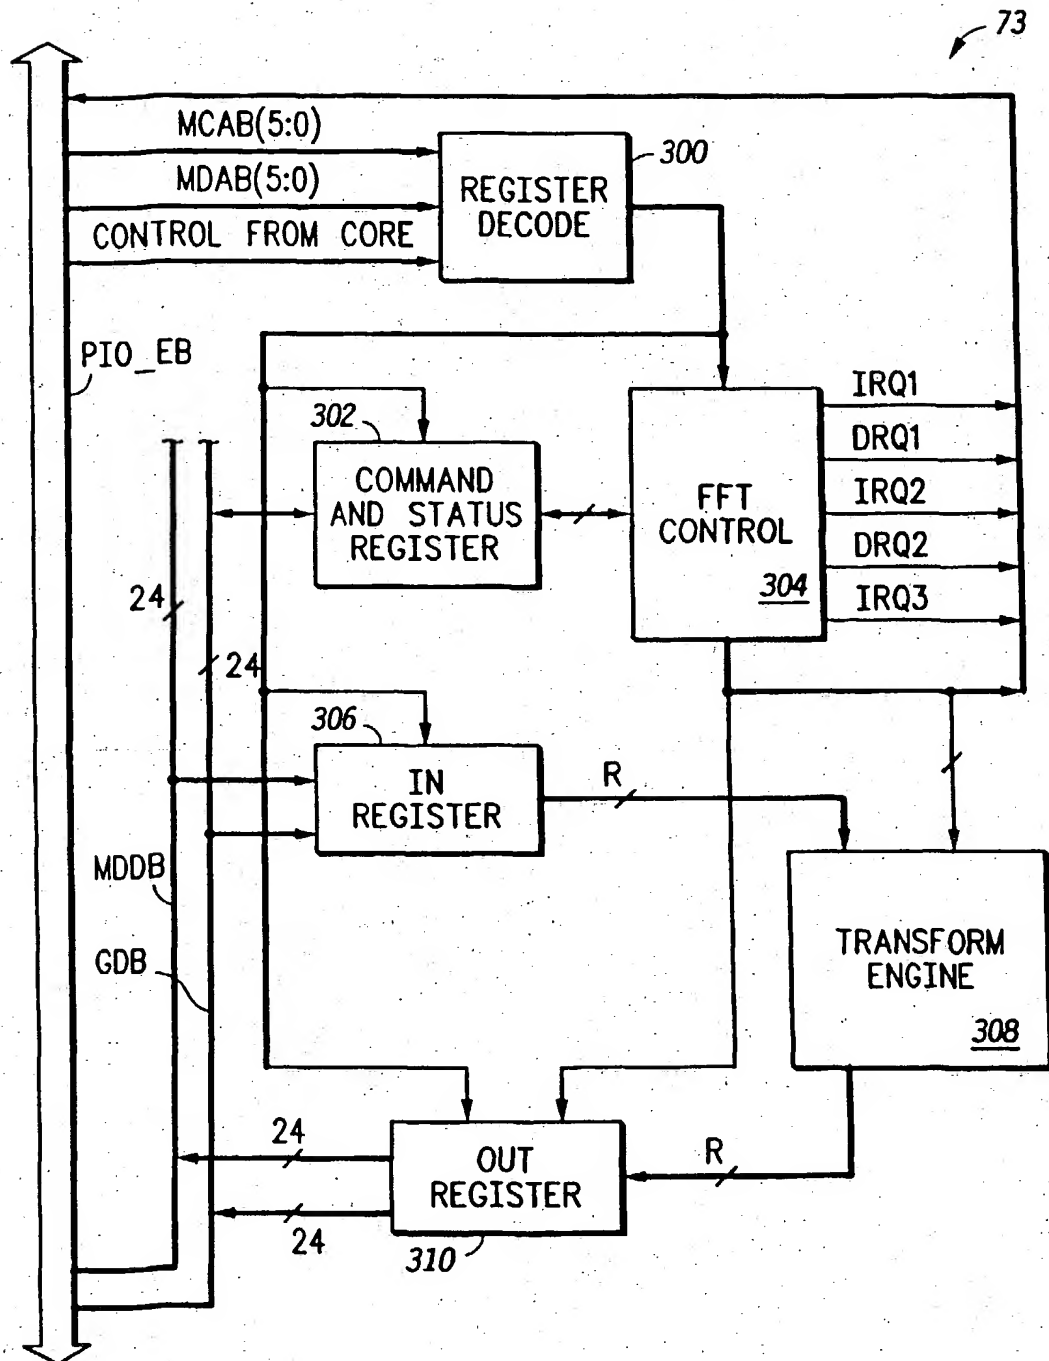 73
MCAB(5:0)
MDAB(5:0)
CONTROL FROM CORE
REGISTER
DECODE
300
PIO_EB
302
COMMAND
AND STATUS
REGISTER
FFT
CONTROL
304
IRQ1
DRQ1
IRQ2
DRQ2
IRQ3
24
24
306
IN
REGISTER
R
MDDB
GDB
TRANSFORM
ENGINE
308
24
OUT
REGISTER
R
24
310